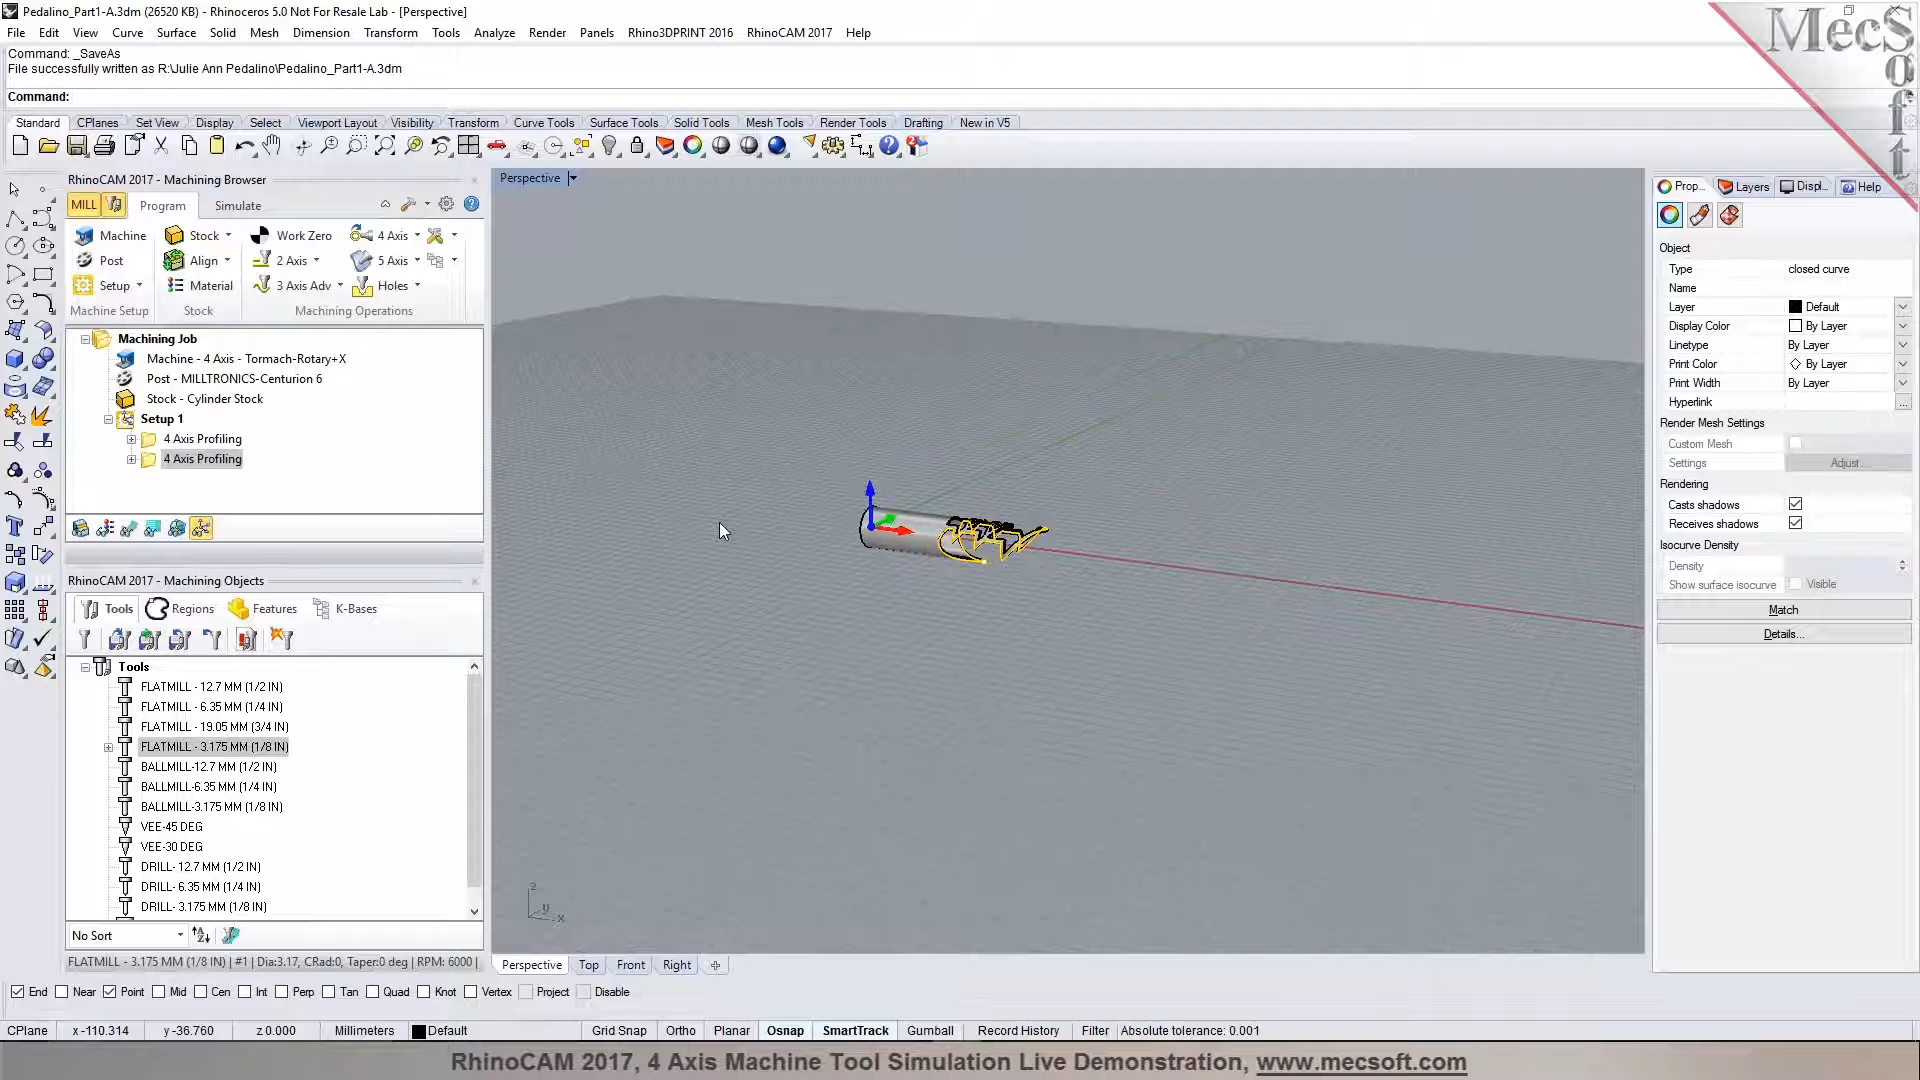 Pedalino_Part1-A.3dm (26520 KB) - Rhinoceros 5.0 Not For Resale Lab - [Perspective]
MecSoft
File Edit View Curve Surface Solid Mesh Dimension Transform Tools Analyze Render Panels Rhino3DPRINT 2016 RhinoCAM 2017 Help
Command: _SaveAs
File successfully written as R:\Julie Ann Pedalino\Pedalino_Part1-A.3dm
Command:
Standard CPlanes Set View Display Select Viewport Layout Visibility Transform Curve Tools Surface Tools Solid Tools Mesh Tools Render Tools Drafting New in V5
RhinoCAM 2017 - Machining Browser
MILL Program Simulate
Machine Stock Work Zero 4 Axis
Post Align 2 Axis 5 Axis
Setup Material 3 Axis Adv Holes
Machine Setup Stock Machining Operations
Machining Job
Machine - 4 Axis - Tormach-Rotary+X
Post - MILLTRONICS-Centurion 6
Stock - Cylinder Stock
Setup 1
4 Axis Profiling
4 Axis Profiling
RhinoCAM 2017 - Machining Objects
Tools Regions Features K-Bases
Tools
FLATMILL - 12.7 MM (1/2 IN)
FLATMILL - 6.35 MM (1/4 IN)
FLATMILL - 19.05 MM (3/4 IN)
FLATMILL - 3.175 MM (1/8 IN)
BALLMILL-12.7 MM (1/2 IN)
BALLMILL-6.35 MM (1/4 IN)
BALLMILL-3.175 MM (1/8 IN)
VEE-45 DEG
VEE-30 DEG
DRILL- 12.7 MM (1/2 IN)
DRILL- 6.35 MM (1/4 IN)
DRILL- 3.175 MM (1/8 IN)
No Sort
FLATMILL - 3.175 MM (1/8 IN) | #1 | Dia:3.17, CRad:0, Taper:0 deg | RPM: 6000 |
Perspective
z
y
x
Perspective Top Front Right
Prop... Layers Displ... Help
Object
Type closed curve
Name
Layer Default
Display Color By Layer
Linetype By Layer
Print Color By Layer
Print Width By Layer
Hyperlink ...
Render Mesh Settings
Custom Mesh
Settings Adjust...
Rendering
Casts shadows
Receives shadows
Isocurve Density
Density
Show surface isocurve Visible
Match
Details...
End Near Point Mid Cen Int Perp Tan Quad Knot Vertex Project Disable
CPlane x -110.314 y -36.760 z 0.000 Millimeters Default Grid Snap Ortho Planar Osnap SmartTrack Gumball Record History Filter Absolute tolerance: 0.001
RhinoCAM 2017, 4 Axis Machine Tool Simulation Live Demonstration, www.mecsoft.com